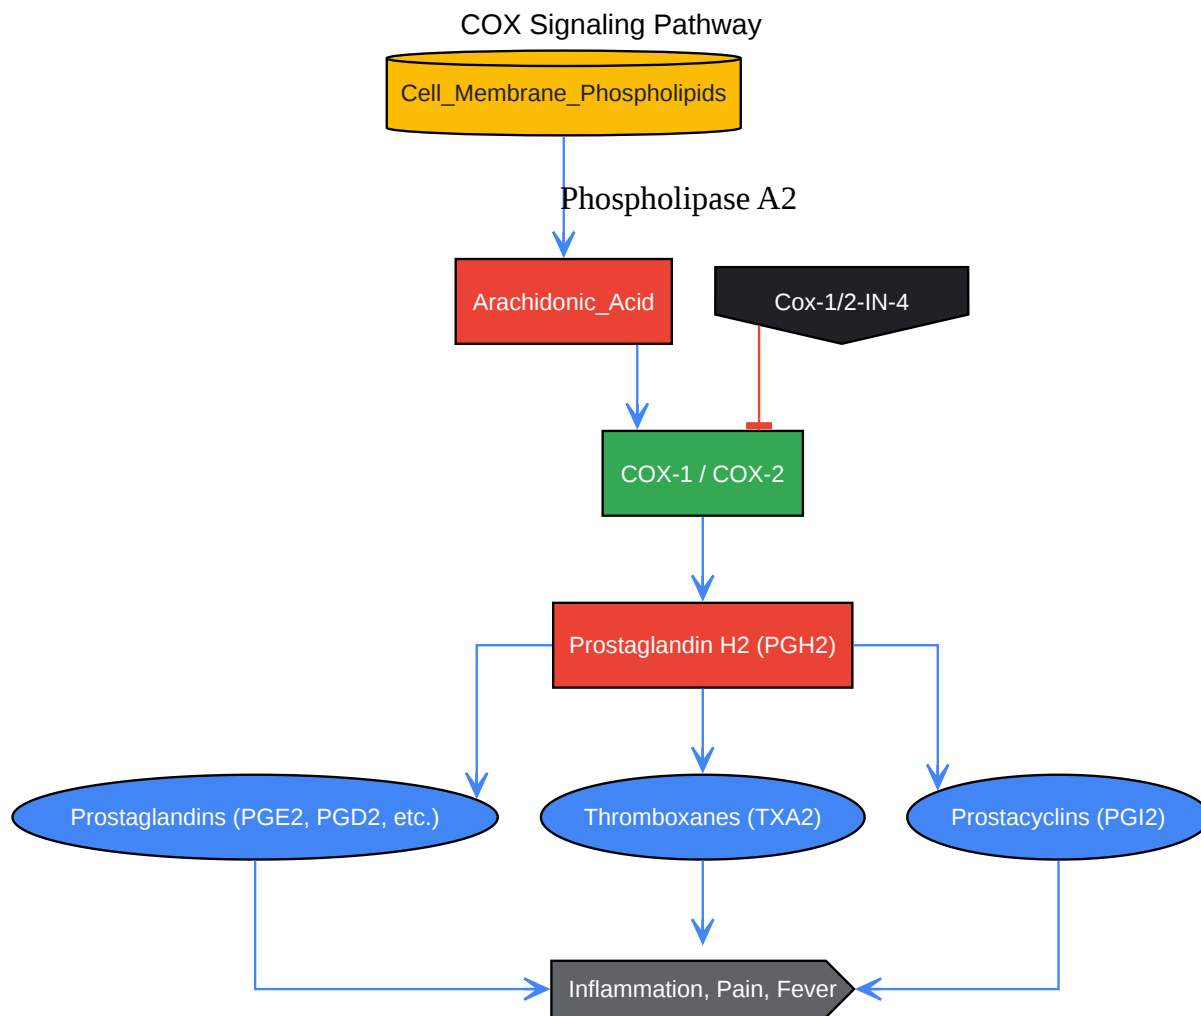 COX Signaling Pathway
Cell_Membrane_Phospholipids
Phospholipase A2
Arachidonic_Acid
Cox-1/2-IN-4
COX-1 / COX-2
Prostaglandin H2 (PGH2)
Prostaglandins (PGE2, PGD2, etc.)
Thromboxanes (TXA2)
Prostacyclins (PGI2)
Inflammation, Pain, Fever